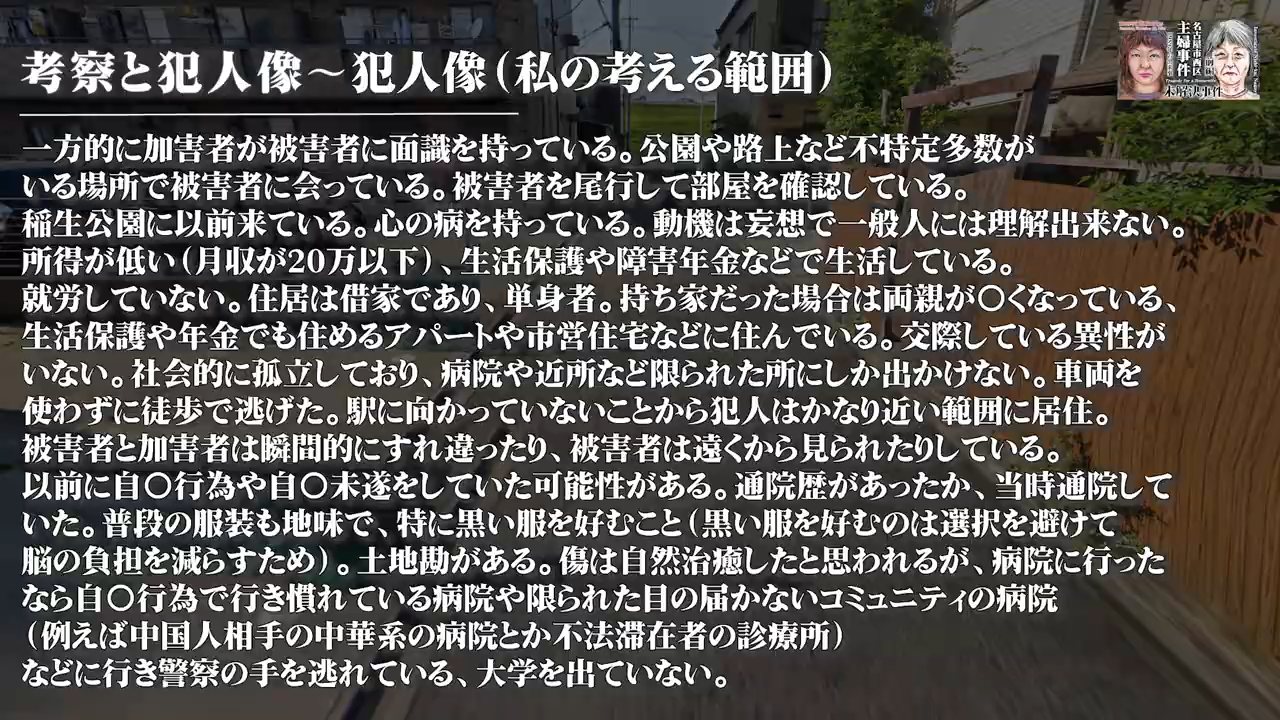 考察と犯人像～犯人像（私の考える範囲）
名古屋市西区
主婦事件
未解決事件
一方的に加害者が被害者に面識を持っている。公園や路上など不特定多数が
いる場所で被害者に会っている。被害者を尾行して部屋を確認している。
稲生公園に以前来ている。心の病を持っている。動機は妄想で一般人には理解出来ない。
所得が低い（月収が20万以下）、生活保護や障害年金などで生活している。
就労していない。住居は借家であり、単身者。持ち家だった場合は両親が〇くなっている、
生活保護や年金でも住めるアパートや市営住宅などに住んでいる。交際している異性が
いない。社会的に孤立しており、病院や近所など限られた所にしか出かけない。車両を
使わずに徒歩で逃げた。駅に向かっていないことから犯人はかなり近い範囲に居住。
被害者と加害者は瞬間的にすれ違ったり、被害者は遠くから見られたりしている。
以前に自〇行為や自〇未遂をしていた可能性がある。通院歴があったか、当時通院して
いた。普段の服装も地味で、特に黒い服を好むこと（黒い服を好むのは選択を避けて
脳の負担を減らすため）。土地勘がある。傷は自然治癒したと思われるが、病院に行った
なら自〇行為で行き慣れている病院や限られた目の届かないコミュニティの病院
（例えば中国人相手の中華系の病院とか不法滞在者の診療所）
などに行き警察の手を逃れている、大学を出ていない。